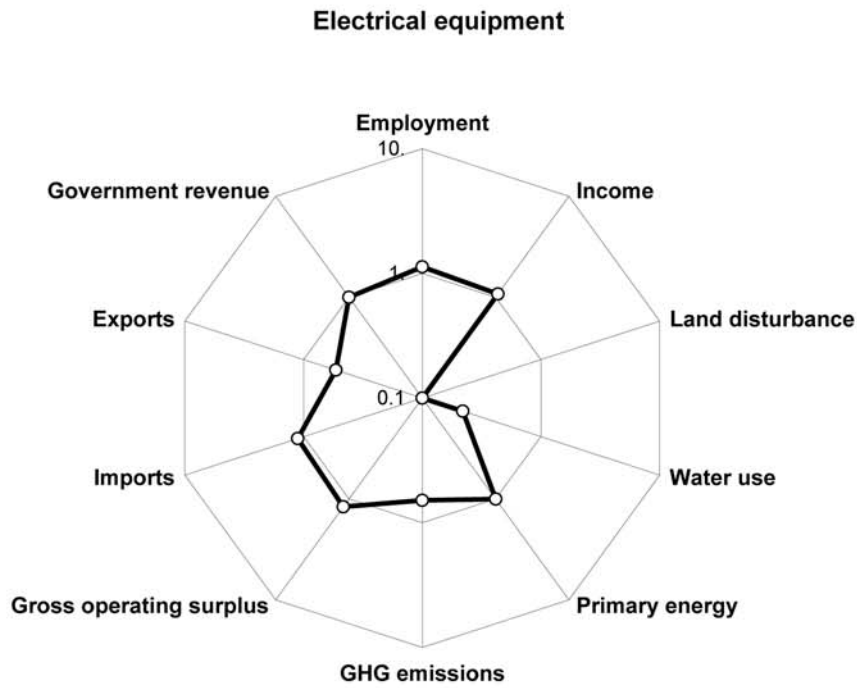 Electrical equipment
Employment
10.
Government revenue
Income
1.
Exports
Land disturbance
0.1
Imports
Water use
Gross operating surplus
Primary energy
GHG emissions